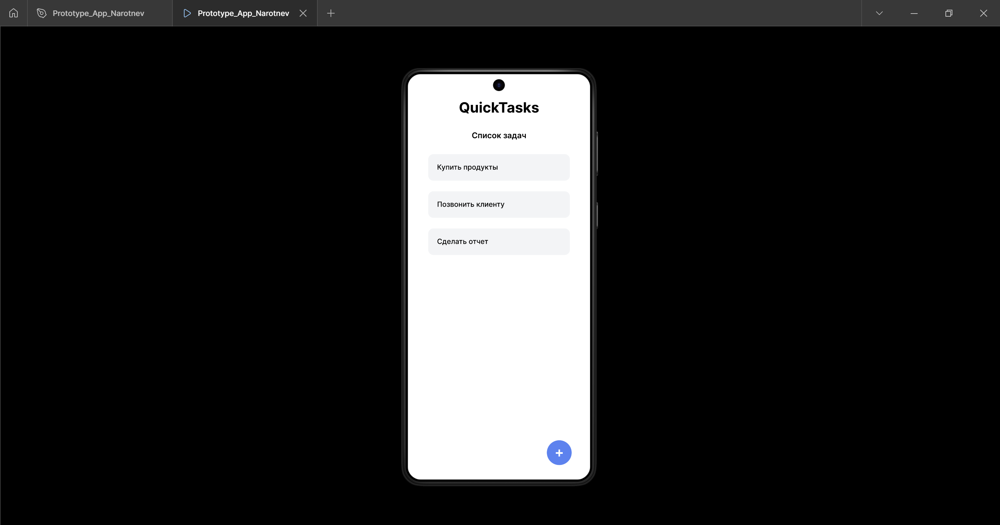 Prototype_App_Narotnev
Prototype_App_Narotnev
QuickTasks
Список задач
Купить продукты
Позвонить клиенту
Сделать отчет
+